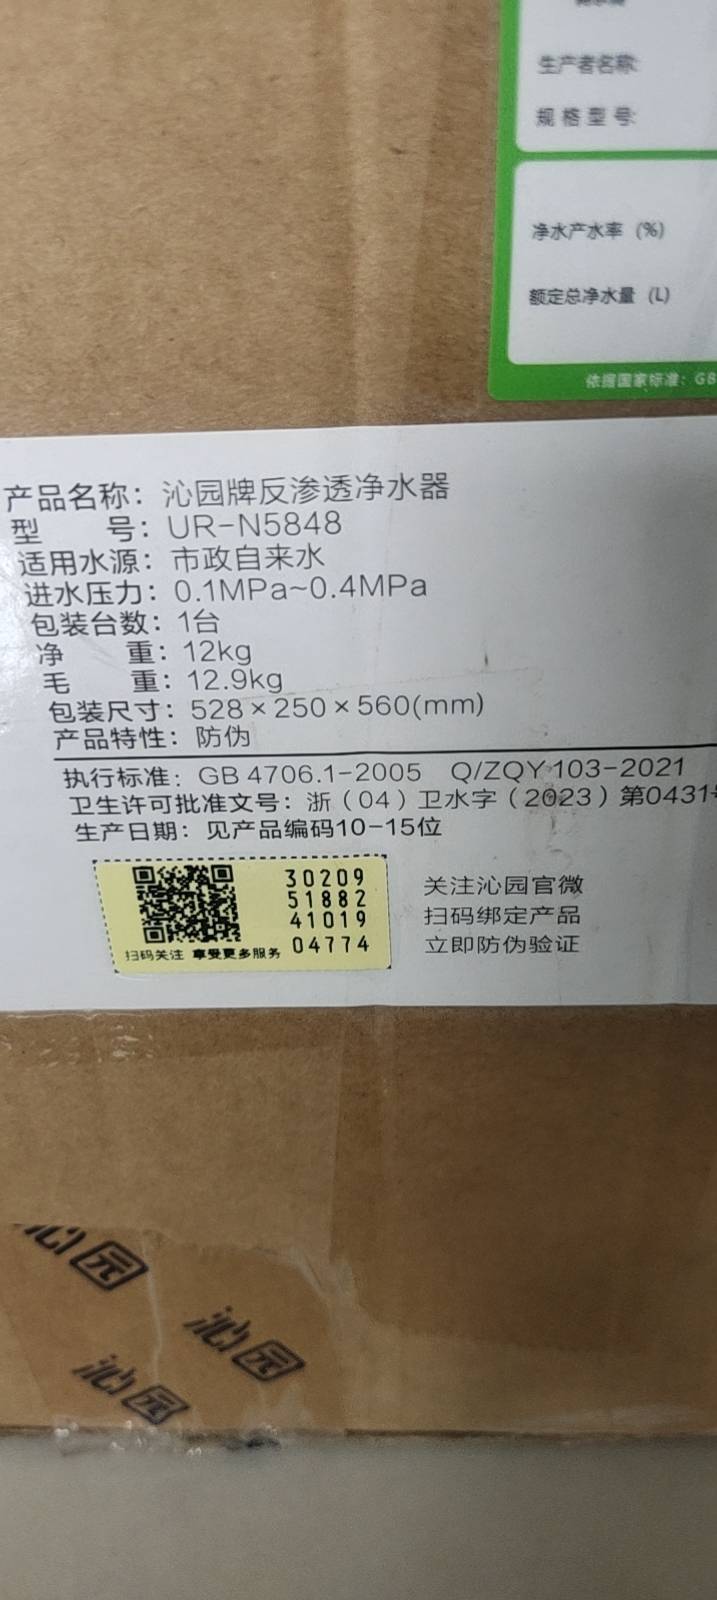 生产者名称:
规格型号:
净水产水率 (%)
额定总净水量 (L)
依据国家标准: GB
产品名称: 沁园牌反渗透净水器
型 号: UR-N5848
适用水源: 市政自来水
进水压力: 0.1MPa~0.4MPa
包装台数: 1台
净 重: 12kg
毛 重: 12.9kg
包装尺寸: 528×250×560(mm)
产品特性: 防伪
执行标准: GB 4706.1-2005 Q/ZQY 103-2021
卫生许可批准文号: 浙(04)卫水字(2023)第0431
生产日期: 见产品编码10-15位
30209
51882
41019
04774
扫码关注 享受更多服务
关注沁园官微
扫码绑定产品
立即防伪验证
沁园
沁园
沁园